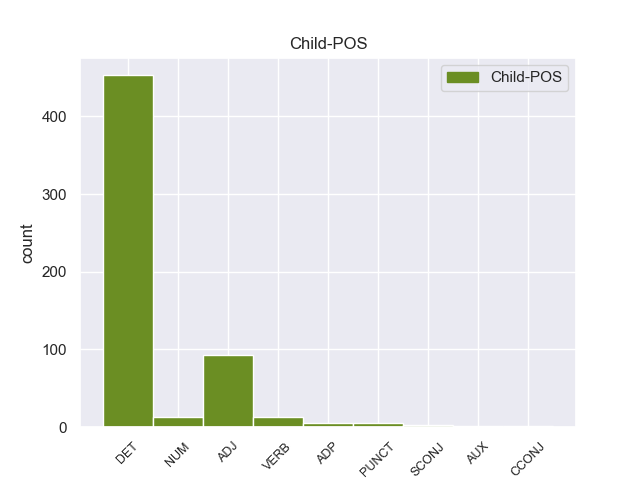 Child-POS
Child-POS
400
300
200
100
0
count
DET NUM ADJ VERB ADP PUNCT SCONJ AUX CCONJ